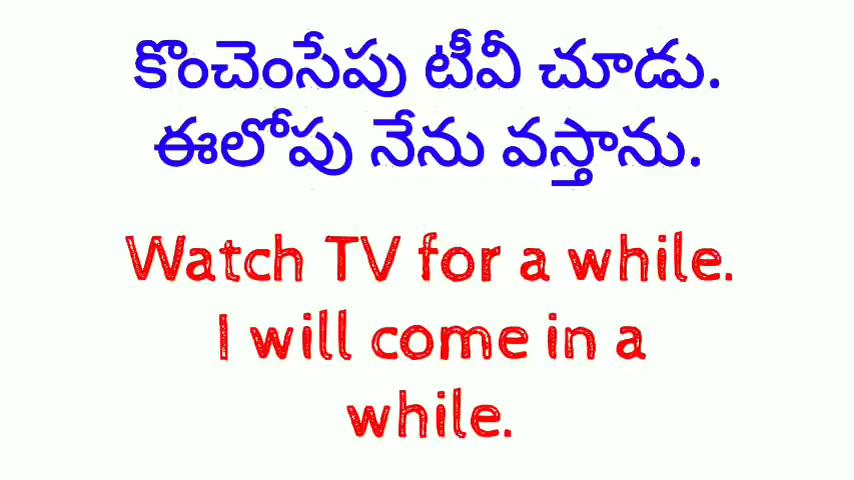 కొంచెంసేపు టీవీ చూడు.
ఈలోపు నేను వస్తాను.
Watch TV for a while.
I will come in a
while.